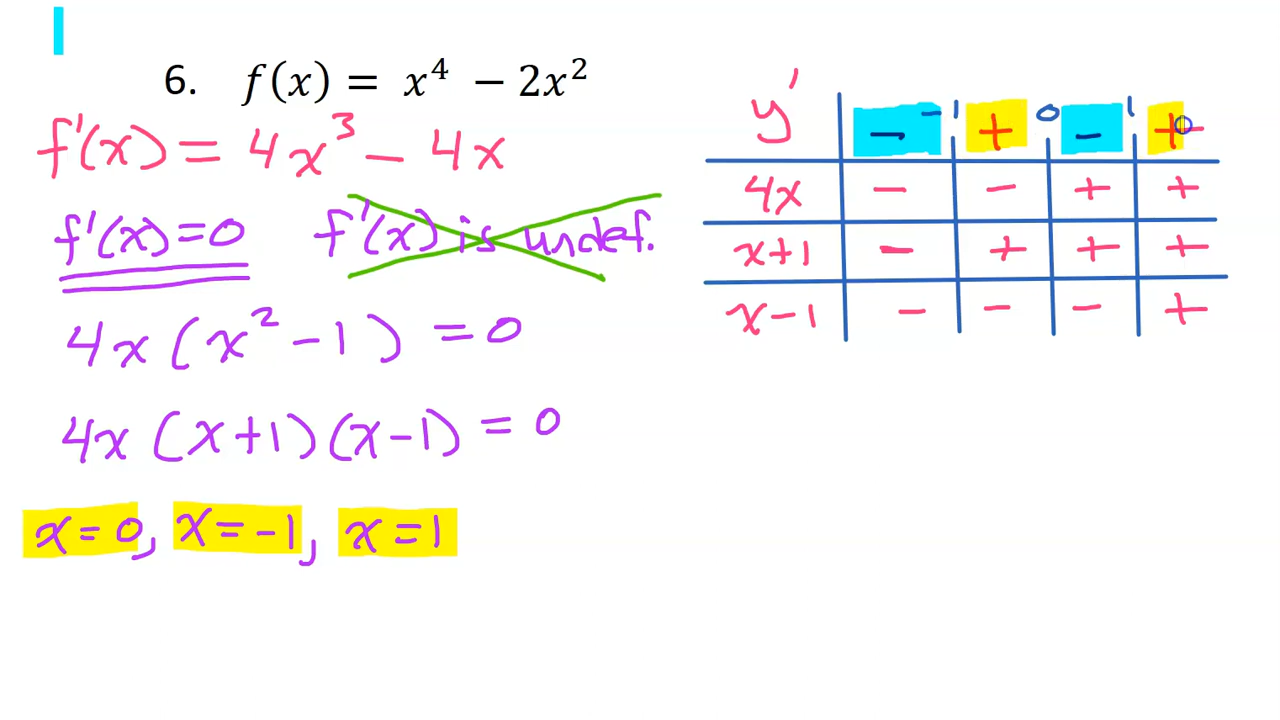 6. f(x) = x⁴ − 2x²
f'(x) = 4x³ − 4x
f'(x)=0 f'(x) is undef.
4x(x² −1) = 0
4x(x+1)(x−1) = 0
x=0, x=−1, x=1
y' − −1 + 0 − 1 +
4x − − + +
x+1 − + + +
x−1 − − − +